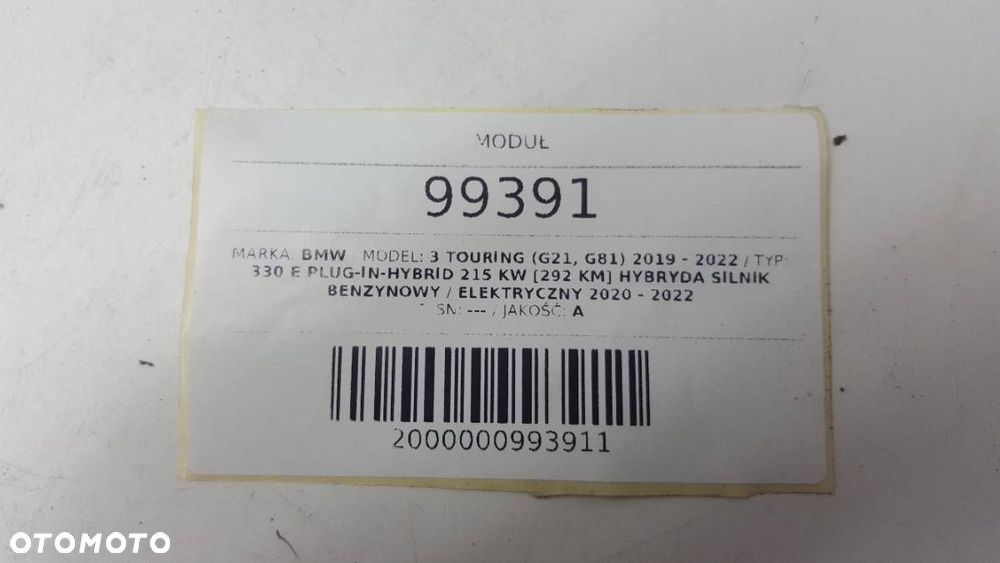 MODUŁ
99391
MARKA: BMW / MODEL: 3 TOURING (G21, G81) 2019 - 2022 / TYP:
330 E PLUG-IN-HYBRID 215 KW [292 KM] HYBRYDA SILNIK
BENZYNOWY / ELEKTRYCZNY 2020 - 2022
SN: --- / JAKOŚĆ: A
2000000993911
OTOMOTO